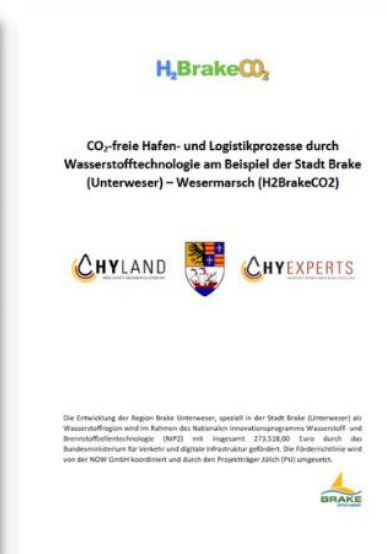 H₂BrakeCO₂
CO₂-freie Hafen- und Logistikprozesse durch
Wasserstofftechnologie am Beispiel der Stadt Brake
(Unterweser) – Wesermarsch (H2BrakeCO2)
HYLAND HYEXPERTS
Die Entwicklung der Region Brake Unterweser, speziell in der Stadt Brake (Unterweser) als
Wasserstoffregion wird im Rahmen des Nationalen Innovationsprogramms Wasserstoff- und
Brennstoffzellentechnologie (NIP2) mit insgesamt 273.518,00 Euro durch das
Bundesministerium für Verkehr und digitale Infrastruktur gefördert. Die Förderrichtlinie wird
von der NOW GmbH koordiniert und durch den Projektträger Jülich (PtJ) umgesetzt.
BRAKE
Unterweser